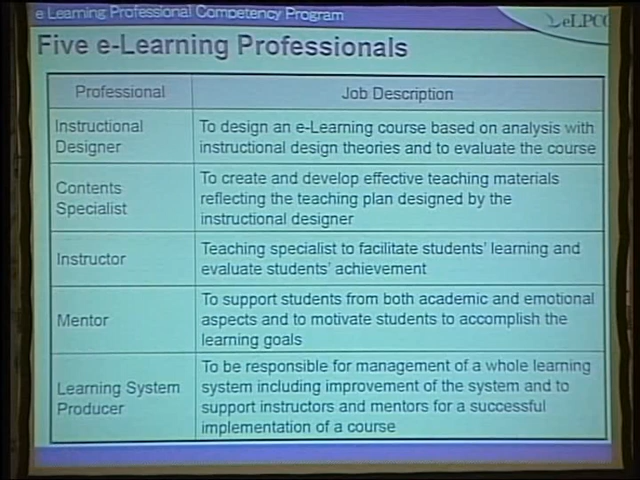 e Learning Professional Competency Program
eLPCO
Five e-Learning Professionals
Professional
Job Description
Instructional
Designer
To design an e-Learning course based on analysis with
instructional design theories and to evaluate the course
Contents
Specialist
To create and develop effective teaching materials
reflecting the teaching plan designed by the
instructional designer
Instructor
Teaching specialist to facilitate students' learning and
evaluate students' achievement
Mentor
To support students from both academic and emotional
aspects and to motivate students to accomplish the
learning goals
Learning System
Producer
To be responsible for management of a whole learning
system including improvement of the system and to
support instructors and mentors for a successful
implementation of a course